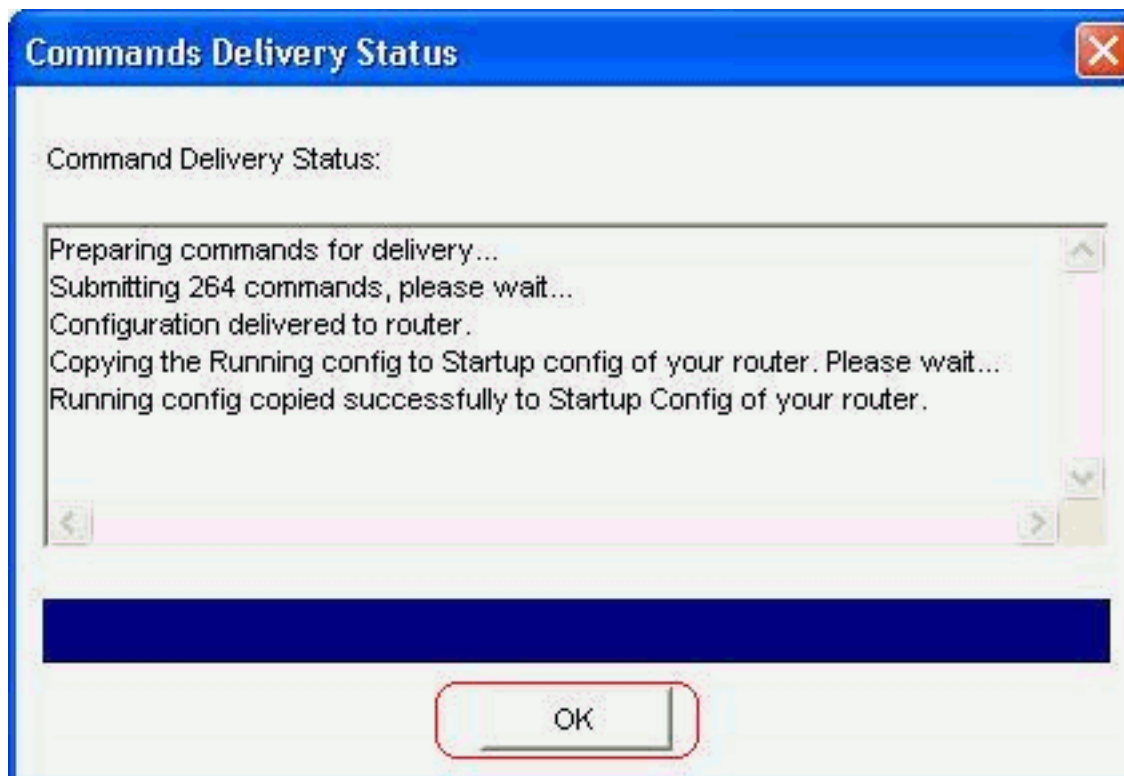 Commands Delivery Status
Command Delivery Status:
Preparing commands for delivery...
Submitting 264 commands, please wait...
Configuration delivered to router.
Copying the Running config to Startup config of your router. Please wait...
Running config copied successfully to Startup Config of your router.
OK